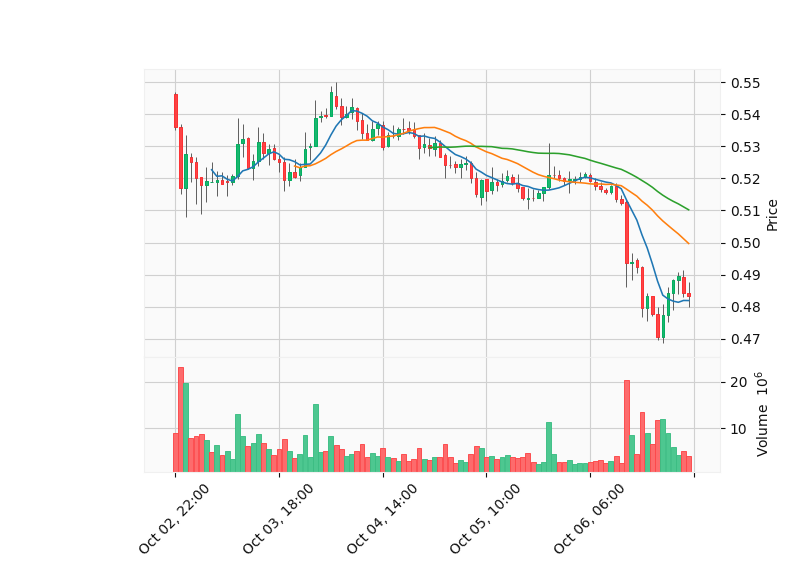 0.55
0.54
0.53
0.52
0.51
0.50
0.49
0.48
0.47
Price
20
10
Volume 10^6
Oct 02, 22:00
Oct 03, 18:00
Oct 04, 14:00
Oct 05, 10:00
Oct 06, 06:00